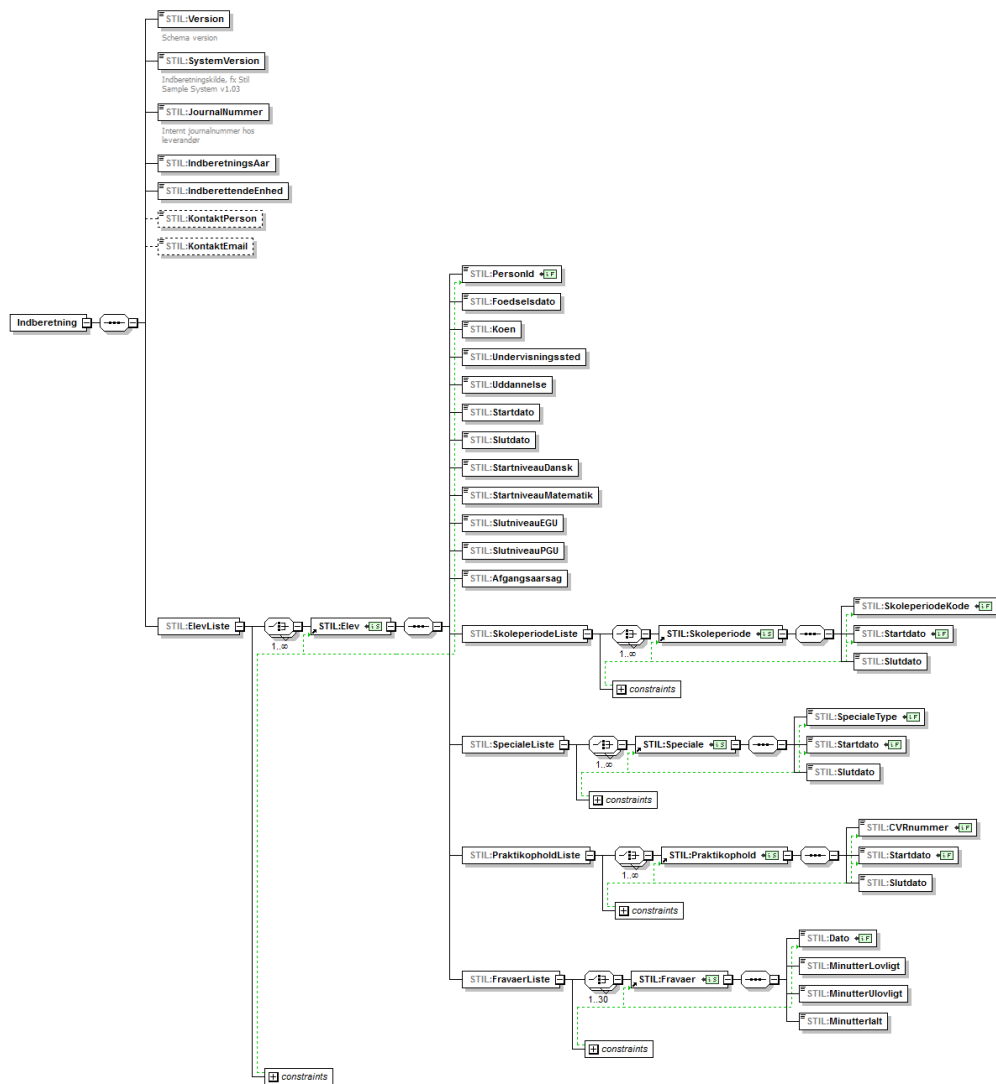 STIL:Version
Schema version
STIL:SystemVersion
Indberetningskilde, fx Stil
Sample System v1.03
STIL:JournalNummer
Internt journalnummer hos
leverandør
STIL:IndberetningsAar
STIL:IndberettendeEnhed
STIL:KontaktPerson
STIL:KontaktEmail
Indberetning
STIL:ElevListe
1..∞
STIL:Elev
STIL:PersonId
STIL:Foedselsdato
STIL:Koen
STIL:Undervisningssted
STIL:Uddannelse
STIL:Startdato
STIL:Slutdato
STIL:StartniveauDansk
STIL:StartniveauMatematik
STIL:SlutniveauEGU
STIL:SlutniveauPGU
STIL:Afgangsaarsag
STIL:SkoleperiodeListe
1..∞
STIL:Skoleperiode
STIL:SkoleperiodeKode
STIL:Startdato
STIL:Slutdato
constraints
STIL:SpecialeListe
1..∞
STIL:Speciale
STIL:SpecialeType
STIL:Startdato
STIL:Slutdato
constraints
STIL:PraktikopholdListe
1..∞
STIL:Praktikophold
STIL:CVRnummer
STIL:Startdato
STIL:Slutdato
constraints
STIL:FravaerListe
1..30
STIL:Fravaer
STIL:Dato
STIL:MinutterLovligt
STIL:MinutterUlovligt
STIL:MinutterIalt
constraints
constraints